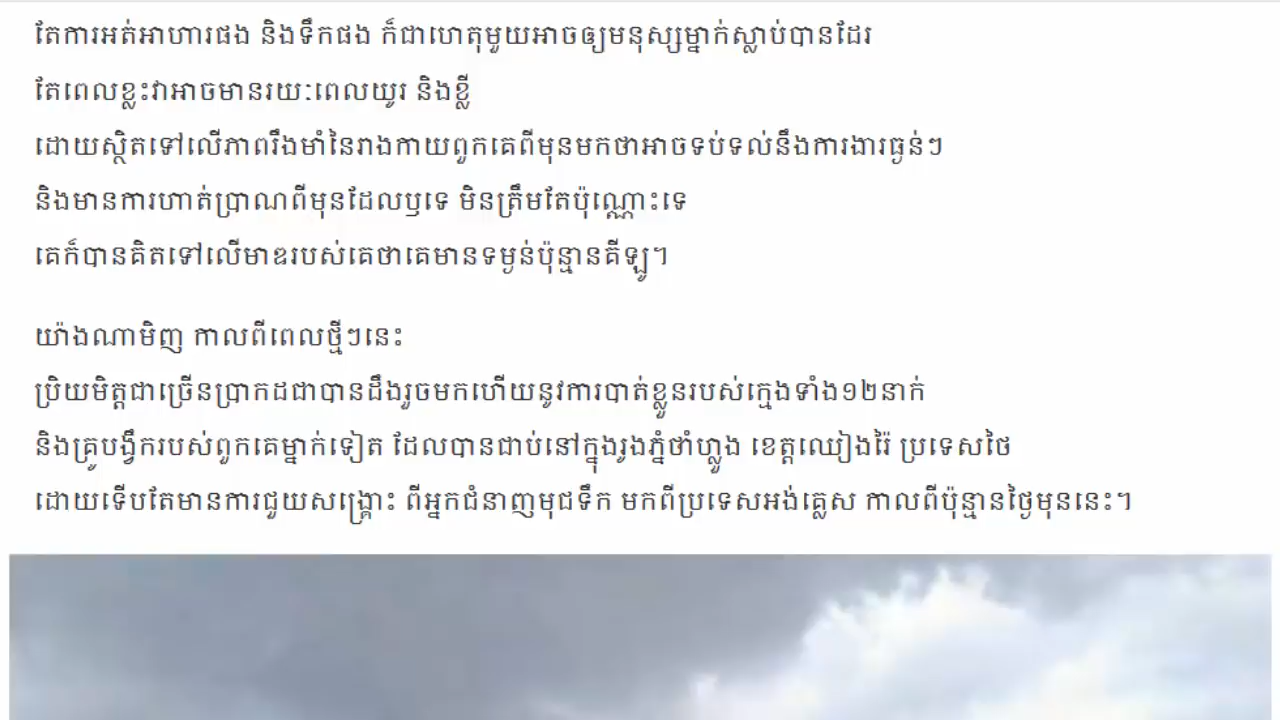 តែការអត់អាហារផង និងទឹកផង ក៏ជាហេតុមួយអាចឲ្យមនុស្សម្នាក់ស្លាប់បានដែរ
តែពេលខ្លះវាអាចមានរយៈពេលយូរ និងខ្លី
ដោយស្ថិតទៅលើភាពរឹងមាំនៃរាងកាយពួកគេពីមុនមកថាអាចទប់ទល់នឹងការងារធ្ងន់ៗ
និងមានការហាត់ប្រាណពីមុនដែលឫទេ មិនត្រឹមតែប៉ុណ្ណោះទេ
គេក៏បានគិតទៅលើមាឌរបស់គេថាគេមានទម្ងន់ប៉ុន្មានគីឡូ។
យ៉ាងណាមិញ កាលពីពេលថ្មីៗនេះ
ប្រិយមិត្តជាច្រើនប្រាកដជាបានដឹងរួចមកហើយនូវការបាត់ខ្លួនរបស់ក្មេងទាំង១២នាក់
និងគ្រូបង្វឹករបស់ពួកគេម្នាក់ទៀត ដែលបានជាប់នៅក្នុងរូងភ្នំថាំហ្លួង ខេត្តឈៀងរ៉ៃ ប្រទេសថៃ
ដោយទើបតែមានការជួយសង្គ្រោះ ពីអ្នកជំនាញមុជទឹក មកពីប្រទេសអង់គ្លេស កាលពីប៉ុន្មានថ្ងៃមុននេះ។